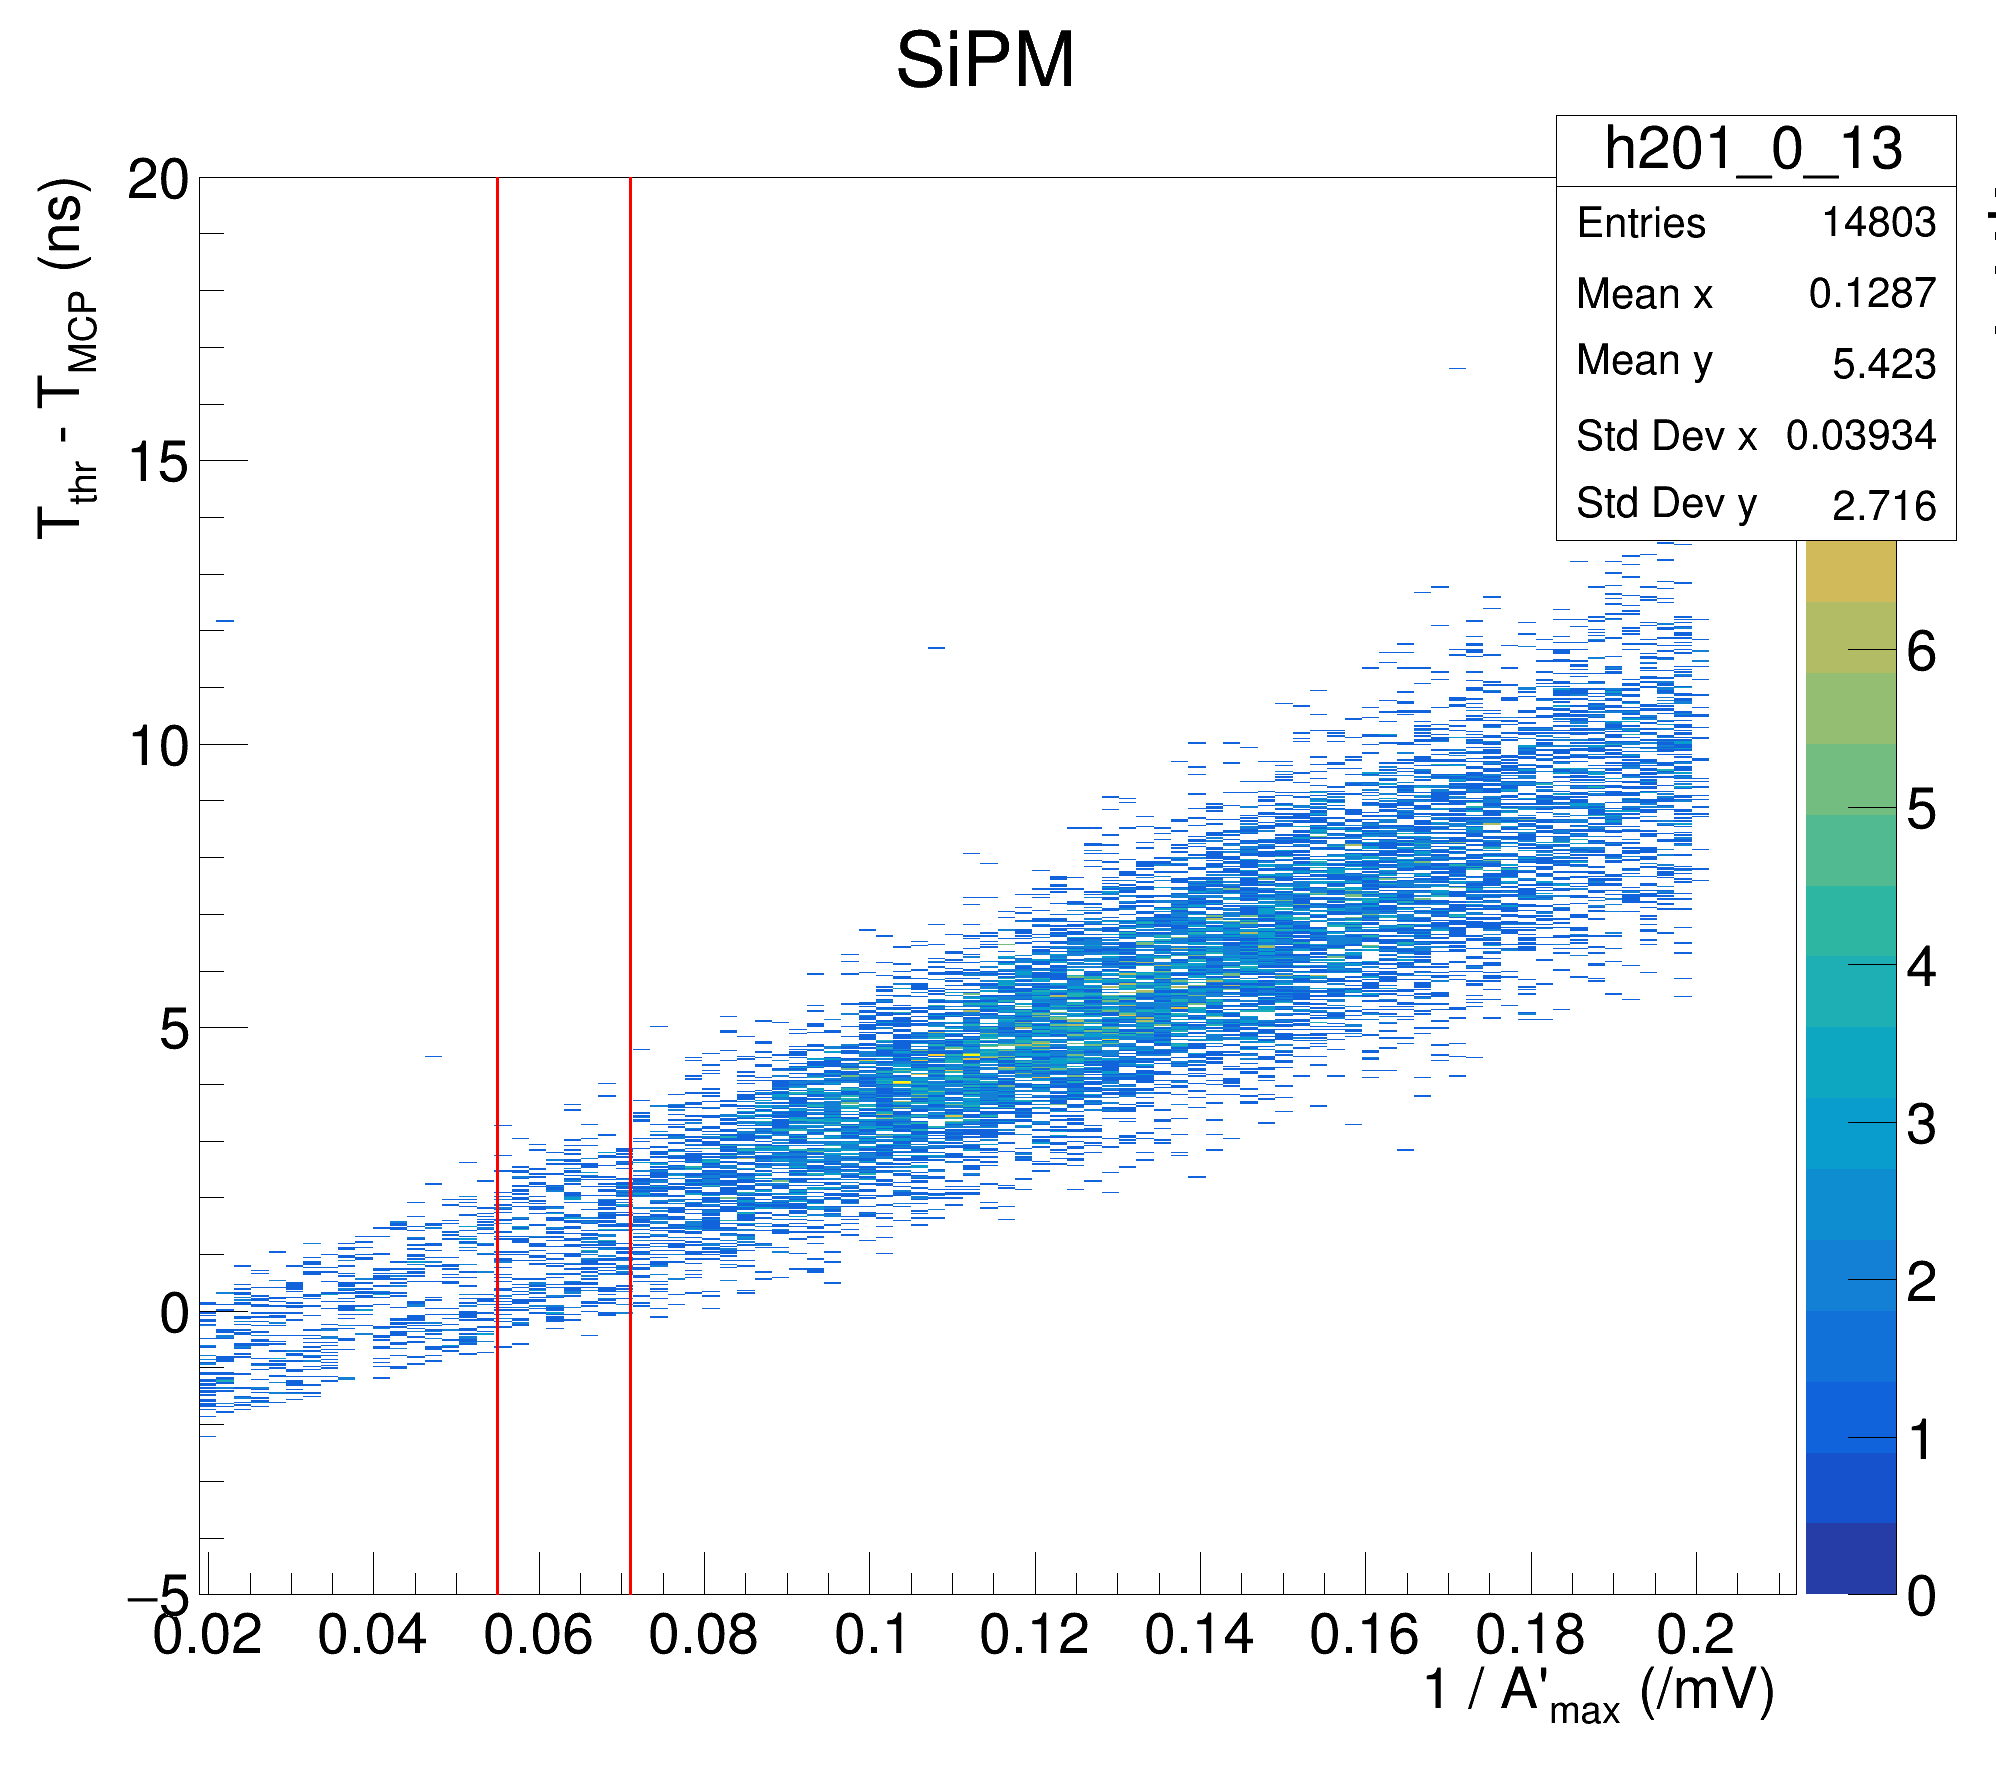 SiPM
h201_0_13
Entries 14803
Mean x 0.1287
Mean y 5.423
Std Dev x 0.03934
Std Dev y 2.716
T_thr - T_MCP (ns)
20
15
10
5
0
−5
6
5
4
3
2
1
0
0.02 0.04 0.06 0.08 0.1 0.12 0.14 0.16 0.18 0.2
1 / A'_max (/mV)